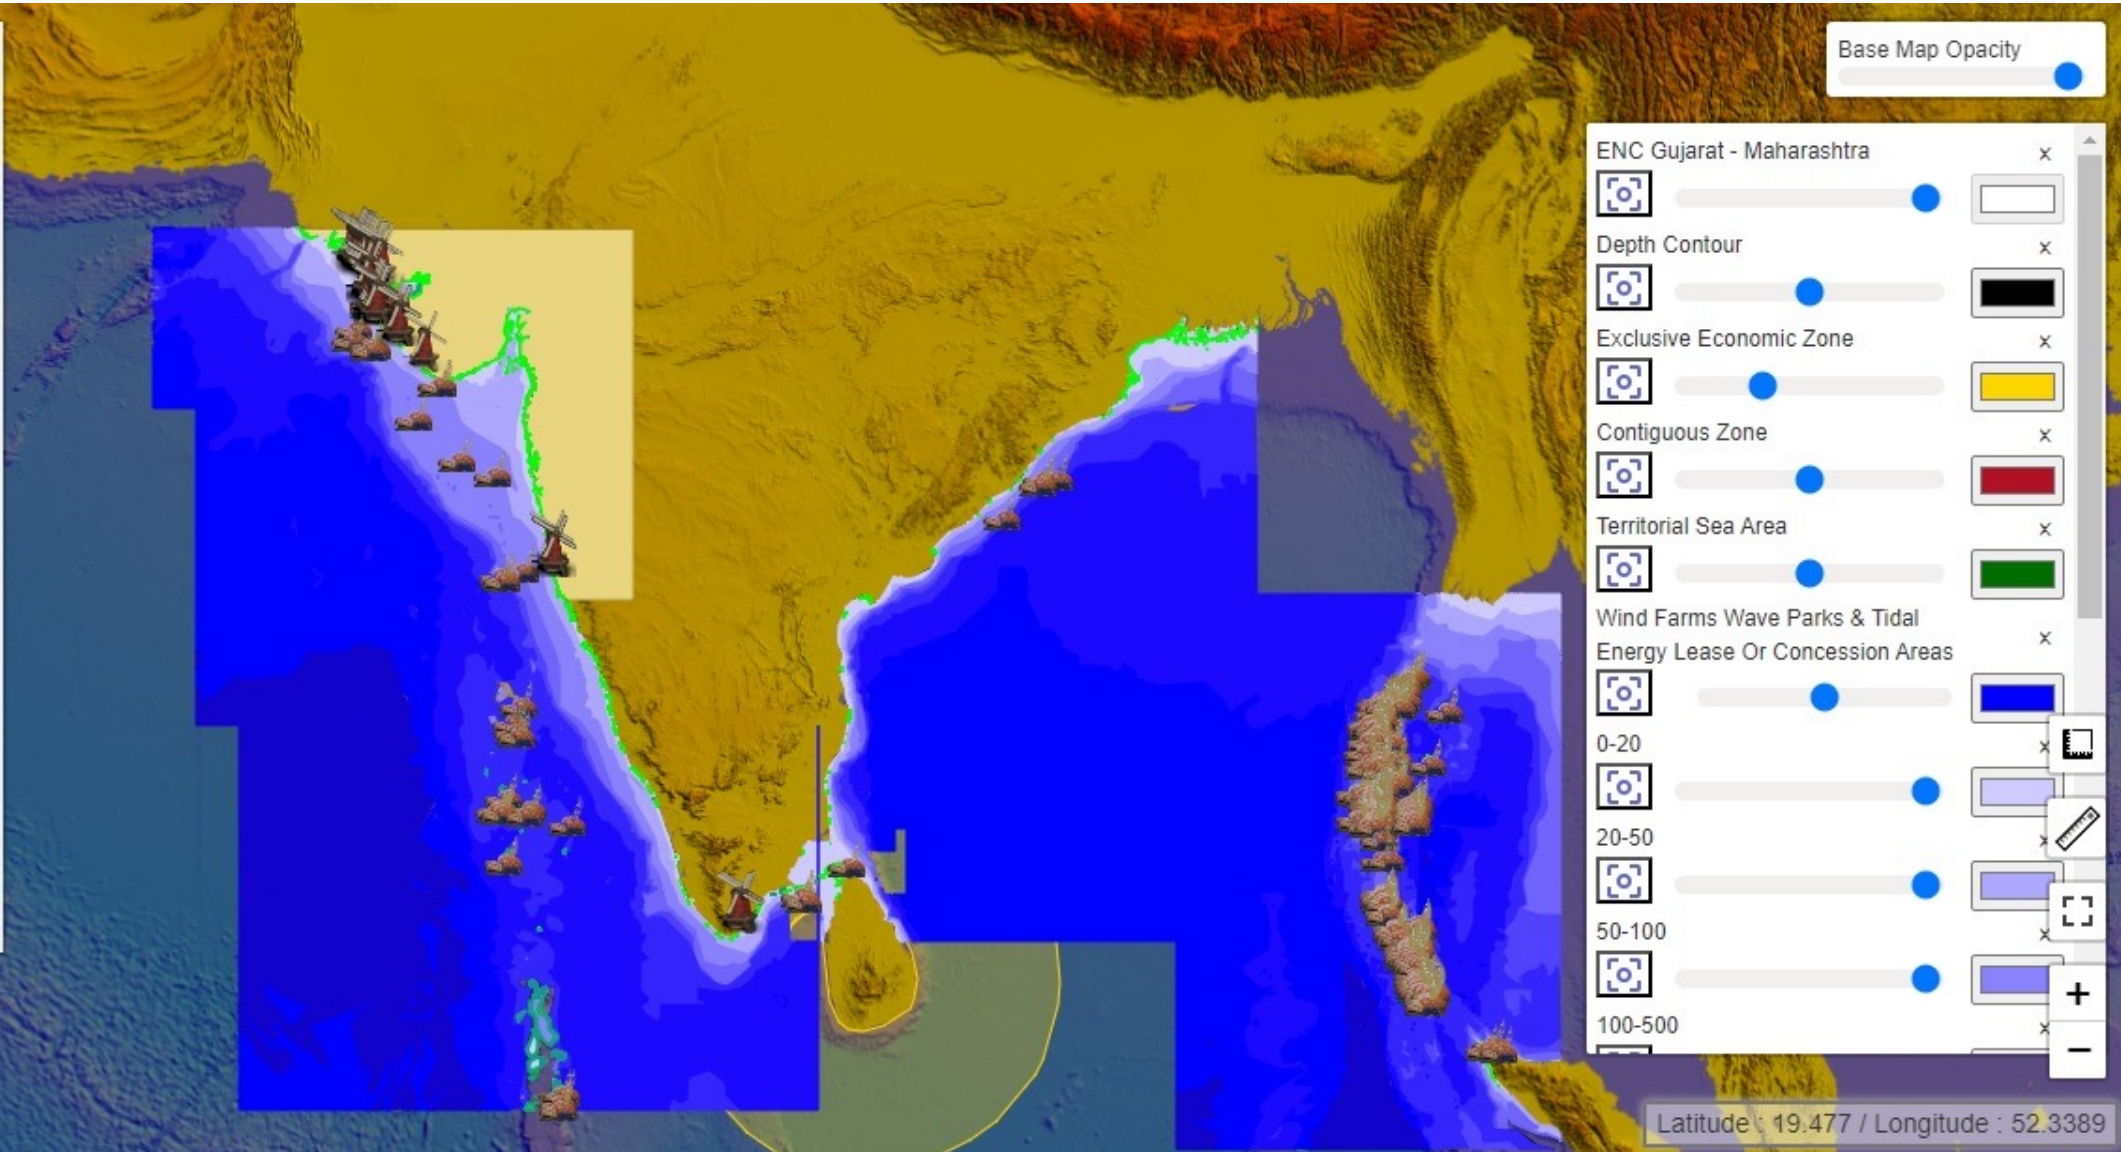 Base Map Opacity
ENC Gujarat - Maharashtra
x
Depth Contour
x
Exclusive Economic Zone
x
Contiguous Zone
x
Territorial Sea Area
x
Wind Farms Wave Parks & Tidal
Energy Lease Or Concession Areas
x
0-20
x
20-50
x
50-100
x
100-500
x
+
−
Latitude : 19.477 / Longitude : 52.3389